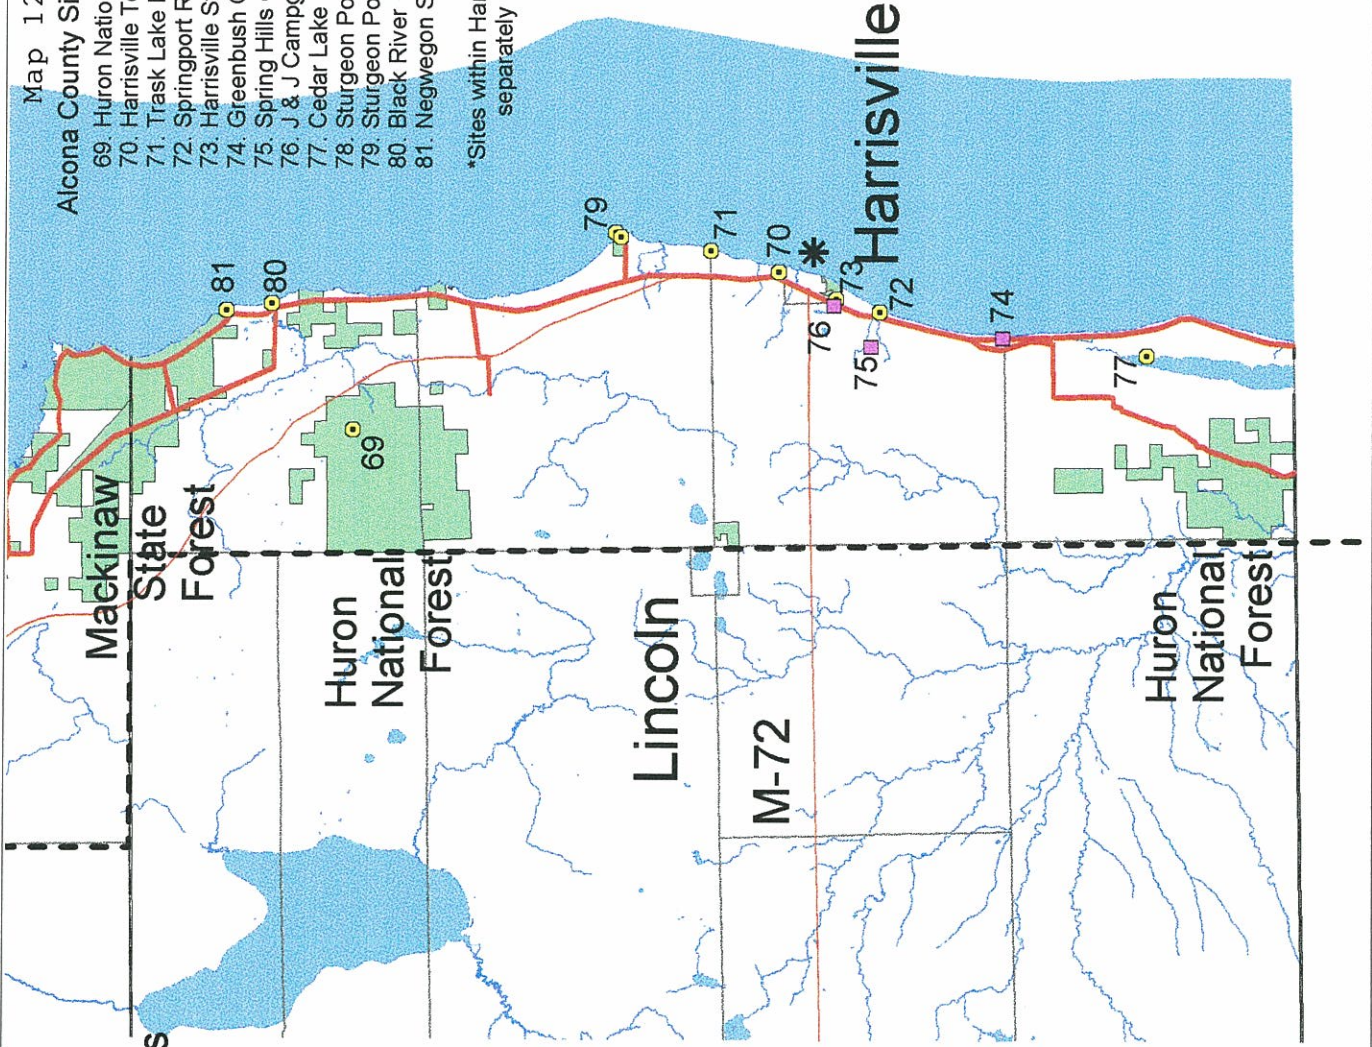 Map 12
Alcona County Si
69. Huron Natio
70. Harrisville To
71. Trask Lake
72. Springport R
73. Harrisville S
74. Greenbush
75. Spring Hills
76. J & J Campg
77. Cedar Lake
78. Sturgeon Po
79. Sturgeon Po
80. Black River
81. Negwegon S
*Sites within Har
separately
81
80
79
71
70
*
73
76
72
75
74
77
69
Harrisville
Mackinaw
State
Forest
Huron
National
Forest
Lincoln
M-72
Huron
National
Forest
s